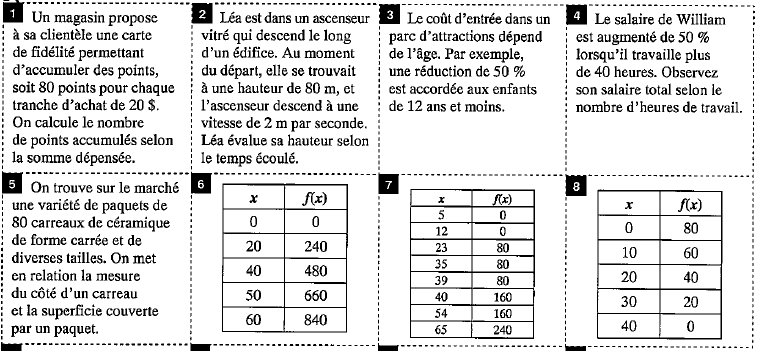 1 Un magasin propose
à sa clientèle une carte
de fidélité permettant
d'accumuler des points,
soit 80 points pour chaque
tranche d'achat de 20 $.
On calcule le nombre
de points accumulés selon
la somme dépensée.
2 Léa est dans un ascenseur
vitré qui descend le long
d'un édifice. Au moment
du départ, elle se trouvait
à une hauteur de 80 m, et
l'ascenseur descend à une
vitesse de 2 m par seconde.
Léa évalue sa hauteur selon
le temps écoulé.
3 Le coût d'entrée dans un
parc d'attractions dépend
de l'âge. Par exemple,
une réduction de 50 %
est accordée aux enfants
de 12 ans et moins.
4 Le salaire de William
est augmenté de 50 %
lorsqu'il travaille plus
de 40 heures. Observez
son salaire total selon le
nombre d'heures de travail.
5 On trouve sur le marché
une variété de paquets de
80 carreaux de céramique
de forme carrée et de
diverses tailles. On met
en relation la mesure
du côté d'un carreau
et la superficie couverte
par un paquet.
6
x f(x)
0 0
20 240
40 480
50 660
60 840
7
x f(x)
5 0
12 0
23 80
35 80
39 80
40 160
54 160
65 240
8
x f(x)
0 80
10 60
20 40
30 20
40 0